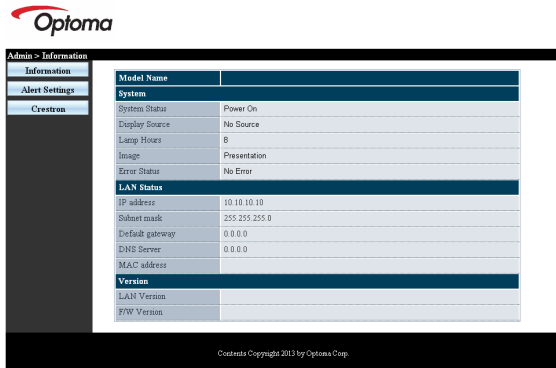 Optoma
Admin > Information
Information
Alert Settings
Crestron
Model Name
System
System Status Power On
Display Source No Source
Lamp Hours 8
Image Presentation
Error Status No Error
LAN Status
IP address 10.10.10.10
Subnet mask 255.255.255.0
Default gateway 0.0.0.0
DNS Server 0.0.0.0
MAC address
Version
LAN Version
F/W Version
Contents Copyright 2013 by Optoma Corp.